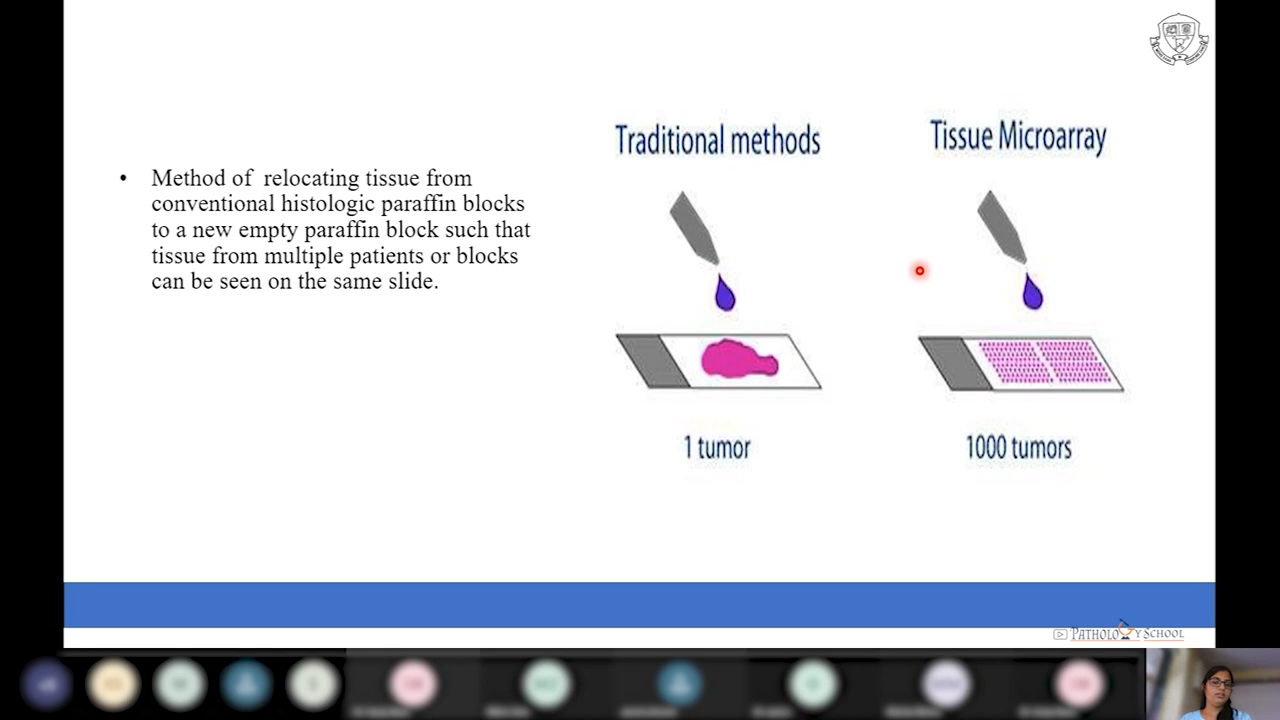 Traditional methods
Tissue Microarray
• Method of relocating tissue from
conventional histologic paraffin blocks
to a new empty paraffin block such that
tissue from multiple patients or blocks
can be seen on the same slide.
1 tumor
1000 tumors
PATHOLOGY SCHOOL